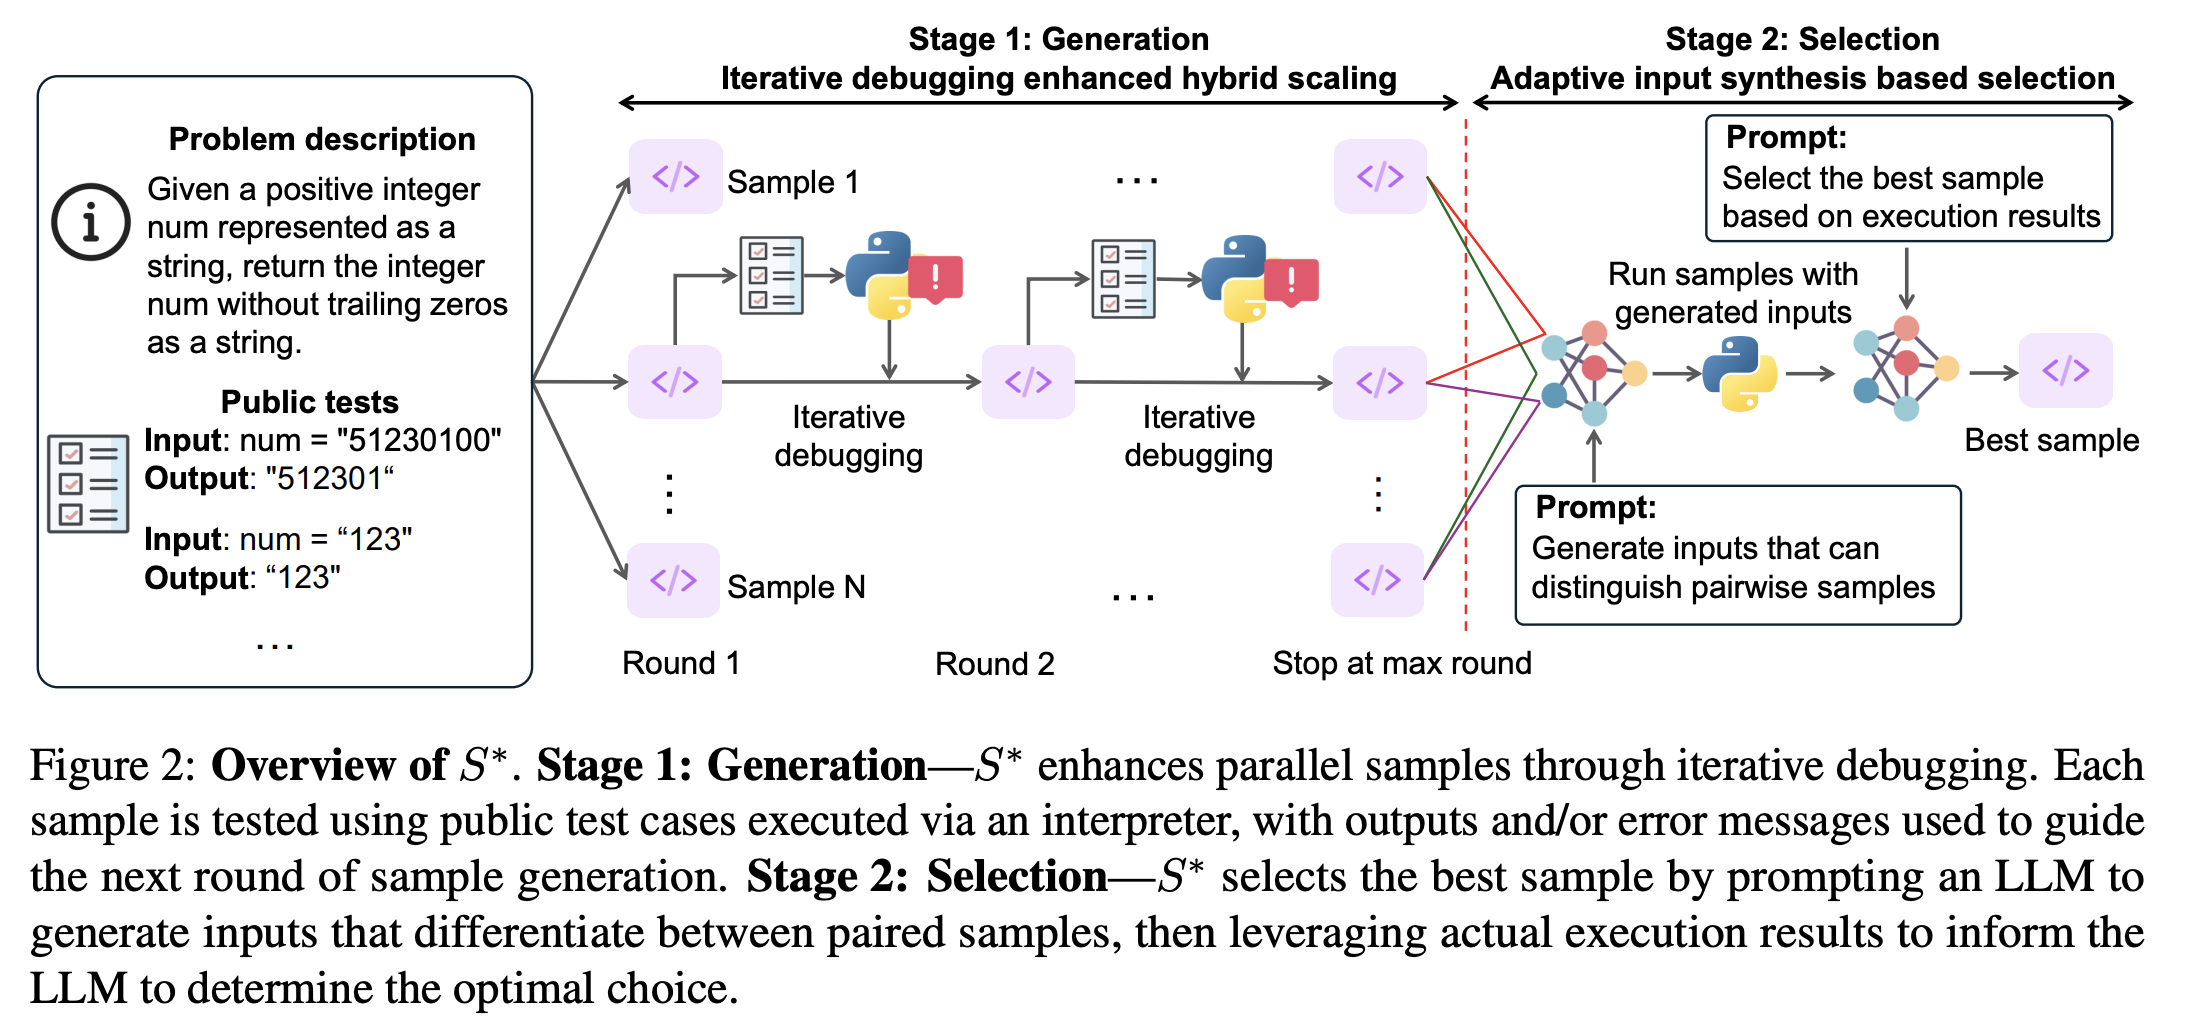 Stage 1: Generation
Iterative debugging enhanced hybrid scaling
Stage 2: Selection
Adaptive input synthesis based selection
Problem description
Given a positive integer
num represented as a
string, return the integer
num without trailing zeros
as a string.
Public tests
Input: num = "51230100"
Output: "512301“
Input: num = “123"
Output: “123"
...
</> Sample 1
...
</>
</>
Iterative
debugging
</>
Iterative
debugging
</>
</> Sample N
...
</>
Round 1
Round 2
Stop at max round
Prompt:
Select the best sample
based on execution results
Run samples with
generated inputs
</>
Best sample
Prompt:
Generate inputs that can
distinguish pairwise samples
Figure 2: Overview of S*. Stage 1: Generation—S* enhances parallel samples through iterative debugging. Each
sample is tested using public test cases executed via an interpreter, with outputs and/or error messages used to guide
the next round of sample generation. Stage 2: Selection—S* selects the best sample by prompting an LLM to
generate inputs that differentiate between paired samples, then leveraging actual execution results to inform the
LLM to determine the optimal choice.